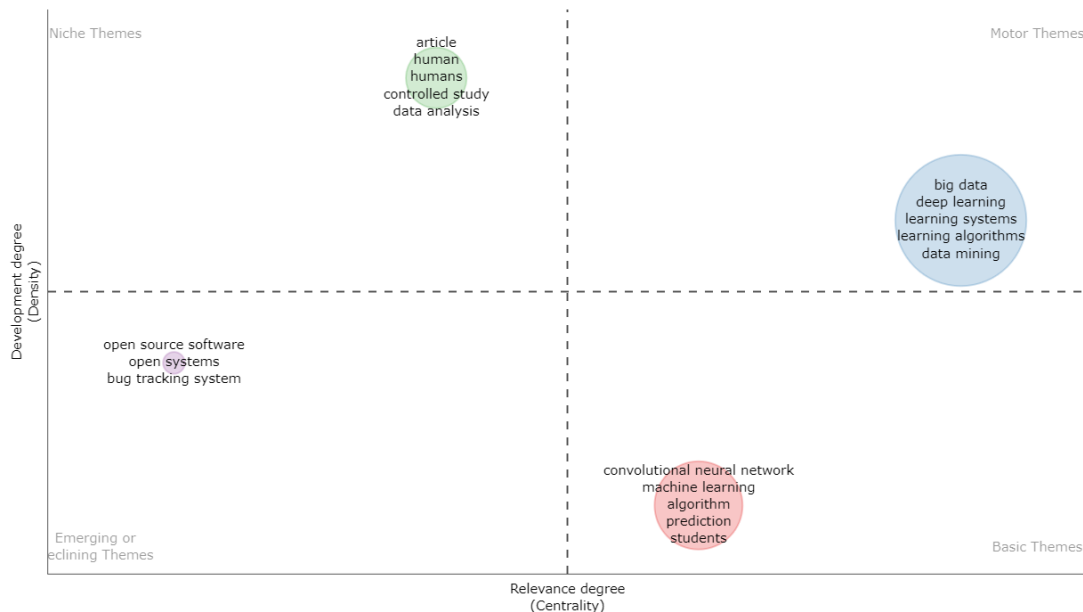 Niche Themes
Motor Themes
article
human
humans
controlled study
data analysis
big data
deep learning
learning systems
learning algorithms
data mining
Development degree
(Density)
open source software
open systems
bug tracking system
convolutional neural network
machine learning
algorithm
prediction
students
Emerging or
eclining Themes
Basic Themes
Relevance degree
(Centrality)